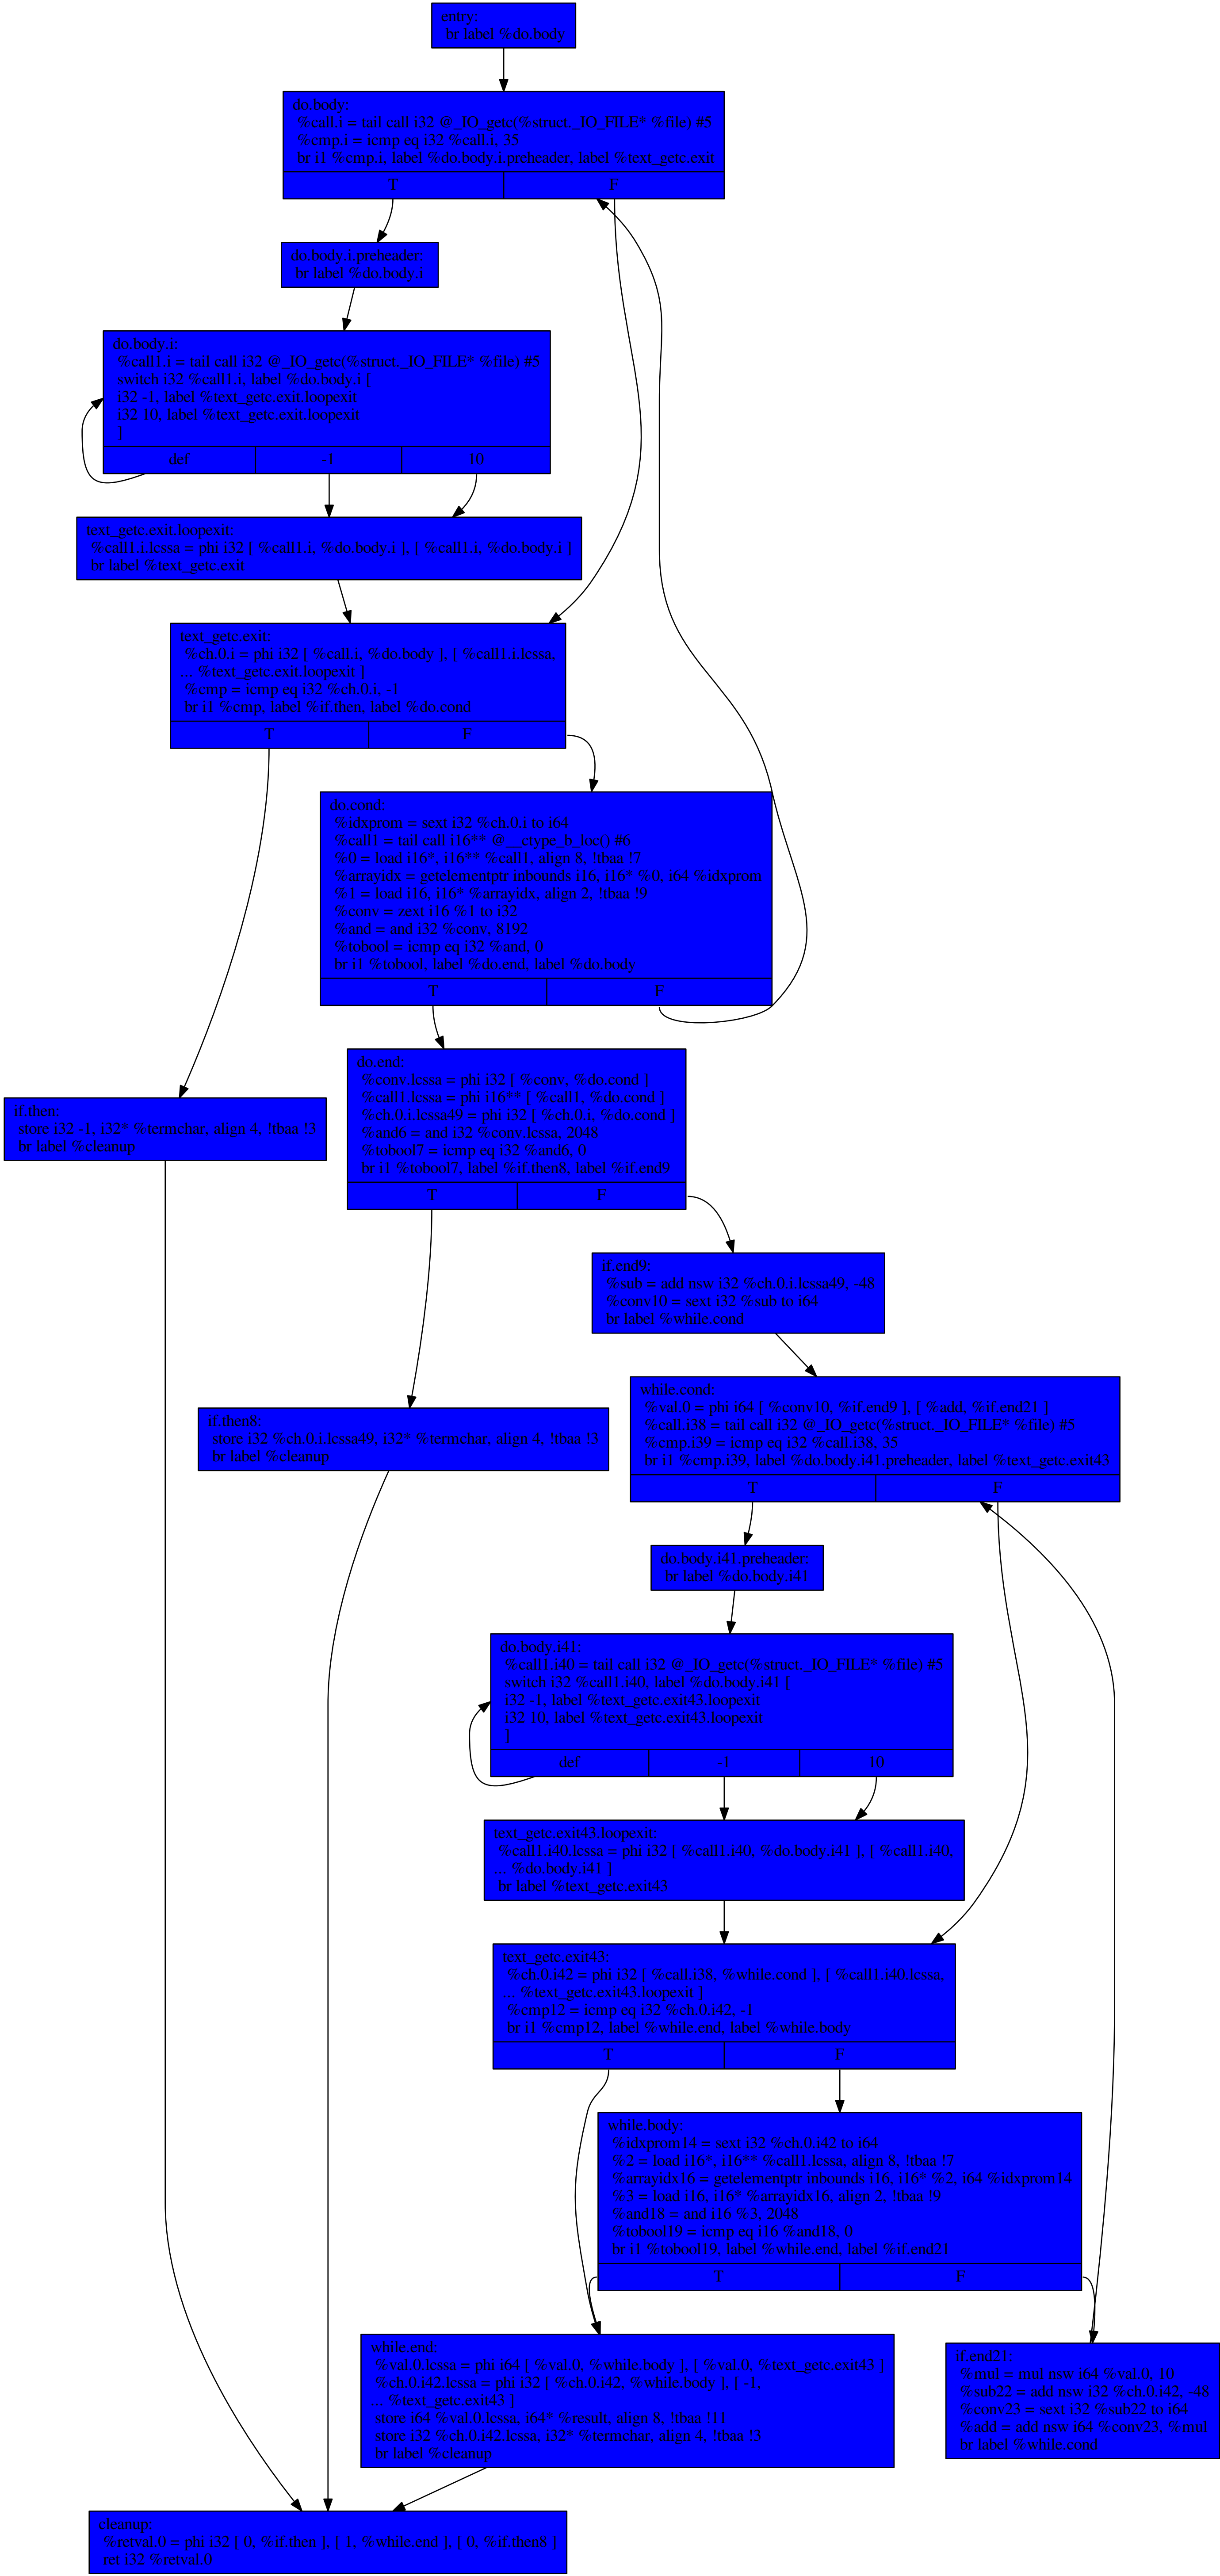 entry:
br label %do.body
do.body:
%call.i = tail call i32 @_IO_getc(%struct._IO_FILE* %file) #5
%cmp.i = icmp eq i32 %call.i, 35
br i1 %cmp.i, label %do.body.i.preheader, label %text_getc.exit
T F
do.body.i.preheader:
br label %do.body.i
do.body.i:
%call1.i = tail call i32 @_IO_getc(%struct._IO_FILE* %file) #5
switch i32 %call1.i, label %do.body.i [
i32 -1, label %text_getc.exit.loopexit
i32 10, label %text_getc.exit.loopexit
]
def -1 10
text_getc.exit.loopexit:
%call1.i.lcssa = phi i32 [ %call1.i, %do.body.i ], [ %call1.i, %do.body.i ]
br label %text_getc.exit
text_getc.exit:
%ch.0.i = phi i32 [ %call.i, %do.body ], [ %call1.i.lcssa,
... %text_getc.exit.loopexit ]
%cmp = icmp eq i32 %ch.0.i, -1
br i1 %cmp, label %if.then, label %do.cond
T F
do.cond:
%idxprom = sext i32 %ch.0.i to i64
%call1 = tail call i16** @__ctype_b_loc() #6
%0 = load i16*, i16** %call1, align 8, !tbaa !7
%arrayidx = getelementptr inbounds i16, i16* %0, i64 %idxprom
%1 = load i16, i16* %arrayidx, align 2, !tbaa !9
%conv = zext i16 %1 to i32
%and = and i32 %conv, 8192
%tobool = icmp eq i32 %and, 0
br i1 %tobool, label %do.end, label %do.body
T F
do.end:
%conv.lcssa = phi i32 [ %conv, %do.cond ]
%call1.lcssa = phi i16** [ %call1, %do.cond ]
%ch.0.i.lcssa49 = phi i32 [ %ch.0.i, %do.cond ]
%and6 = and i32 %conv.lcssa, 2048
%tobool7 = icmp eq i32 %and6, 0
br i1 %tobool7, label %if.then8, label %if.end9
T F
if.then:
store i32 -1, i32* %termchar, align 4, !tbaa !3
br label %cleanup
if.end9:
%sub = add nsw i32 %ch.0.i.lcssa49, -48
%conv10 = sext i32 %sub to i64
br label %while.cond
while.cond:
%val.0 = phi i64 [ %conv10, %if.end9 ], [ %add, %if.end21 ]
%call.i38 = tail call i32 @_IO_getc(%struct._IO_FILE* %file) #5
%cmp.i39 = icmp eq i32 %call.i38, 35
br i1 %cmp.i39, label %do.body.i41.preheader, label %text_getc.exit43
T F
if.then8:
store i32 %ch.0.i.lcssa49, i32* %termchar, align 4, !tbaa !3
br label %cleanup
do.body.i41.preheader:
br label %do.body.i41
do.body.i41:
%call1.i40 = tail call i32 @_IO_getc(%struct._IO_FILE* %file) #5
switch i32 %call1.i40, label %do.body.i41 [
i32 -1, label %text_getc.exit43.loopexit
i32 10, label %text_getc.exit43.loopexit
]
def -1 10
text_getc.exit43.loopexit:
%call1.i40.lcssa = phi i32 [ %call1.i40, %do.body.i41 ], [ %call1.i40,
... %do.body.i41 ]
br label %text_getc.exit43
text_getc.exit43:
%ch.0.i42 = phi i32 [ %call.i38, %while.cond ], [ %call1.i40.lcssa,
... %text_getc.exit43.loopexit ]
%cmp12 = icmp eq i32 %ch.0.i42, -1
br i1 %cmp12, label %while.end, label %while.body
T F
while.body:
%idxprom14 = sext i32 %ch.0.i42 to i64
%2 = load i16*, i16** %call1.lcssa, align 8, !tbaa !7
%arrayidx16 = getelementptr inbounds i16, i16* %2, i64 %idxprom14
%3 = load i16, i16* %arrayidx16, align 2, !tbaa !9
%and18 = and i16 %3, 2048
%tobool19 = icmp eq i16 %and18, 0
br i1 %tobool19, label %while.end, label %if.end21
T F
while.end:
%val.0.lcssa = phi i64 [ %val.0, %while.body ], [ %val.0, %text_getc.exit43 ]
%ch.0.i42.lcssa = phi i32 [ %ch.0.i42, %while.body ], [ -1,
... %text_getc.exit43 ]
store i64 %val.0.lcssa, i64* %result, align 8, !tbaa !11
store i32 %ch.0.i42.lcssa, i32* %termchar, align 4, !tbaa !3
br label %cleanup
if.end21:
%mul = mul nsw i64 %val.0, 10
%sub22 = add nsw i32 %ch.0.i42, -48
%conv23 = sext i32 %sub22 to i64
%add = add nsw i64 %conv23, %mul
br label %while.cond
cleanup:
%retval.0 = phi i32 [ 0, %if.then ], [ 1, %while.end ], [ 0, %if.then8 ]
ret i32 %retval.0